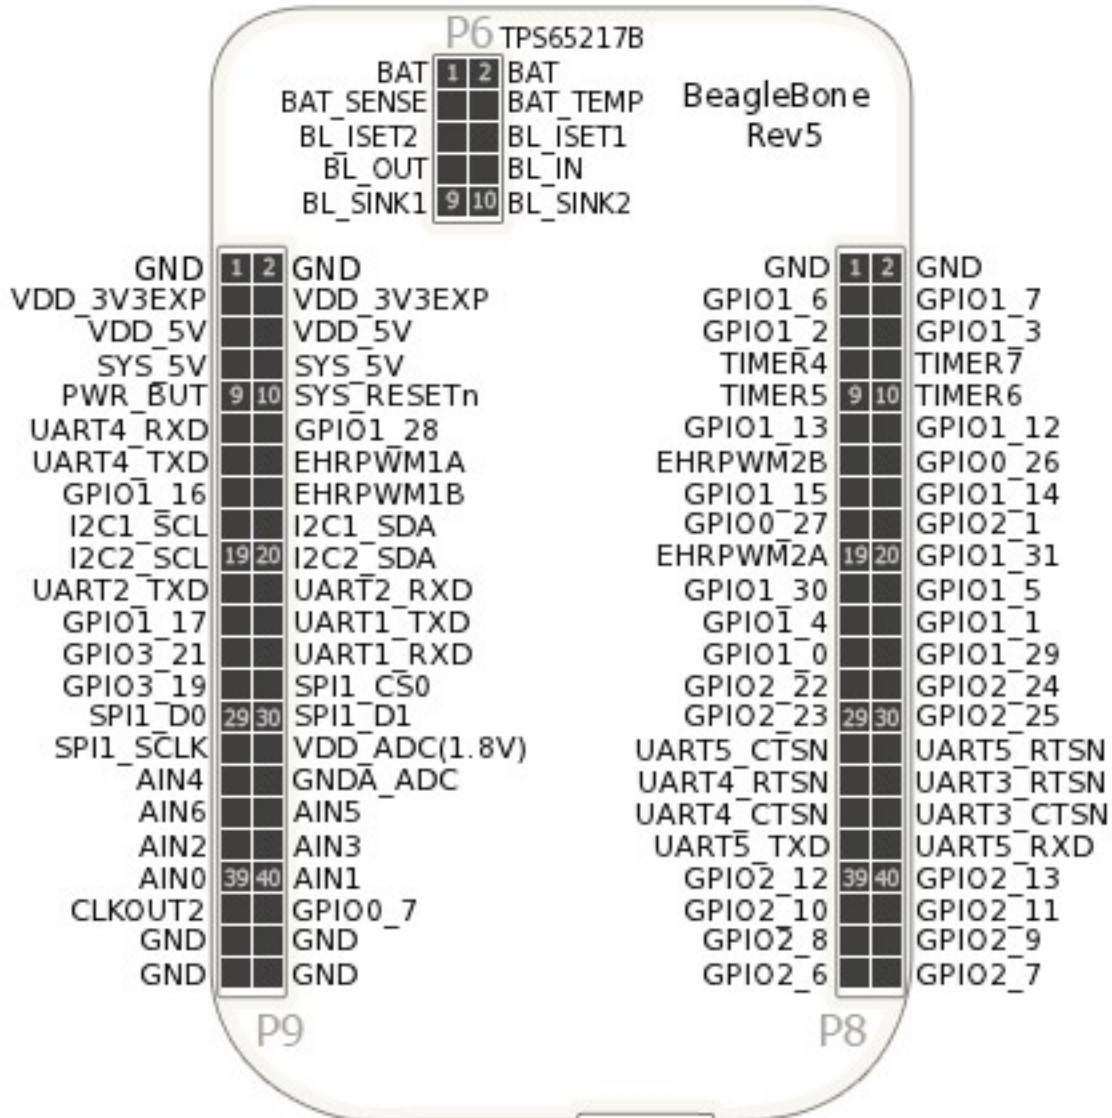 P6 TPS65217B
BAT 1 2 BAT
BAT_SENSE BAT_TEMP
BL_ISET2 BL_ISET1
BL_OUT BL_IN
BL_SINK1 9 10 BL_SINK2
BeagleBone
Rev5
GND 1 2 GND
VDD_3V3EXP VDD_3V3EXP
VDD_5V VDD_5V
SYS_5V SYS_5V
PWR_BUT 9 10 SYS_RESETn
UART4_RXD GPIO1_28
UART4_TXD EHRPWM1A
GPIO1_16 EHRPWM1B
I2C1_SCL I2C1_SDA
I2C2_SCL 19 20 I2C2_SDA
UART2_TXD UART2_RXD
GPIO1_17 UART1_TXD
GPIO3_21 UART1_RXD
GPIO3_19 SPI1_CS0
SPI1_D0 29 30 SPI1_D1
SPI1_SCLK VDD_ADC(1.8V)
AIN4 GNDA_ADC
AIN6 AIN5
AIN2 AIN3
AIN0 39 40 AIN1
CLKOUT2 GPIO0_7
GND GND
GND GND
P9
GND 1 2 GND
GPIO1_6 GPIO1_7
GPIO1_2 GPIO1_3
TIMER4 TIMER7
TIMER5 9 10 TIMER6
GPIO1_13 GPIO1_12
EHRPWM2B GPIO0_26
GPIO1_15 GPIO1_14
GPIO0_27 GPIO2_1
EHRPWM2A 19 20 GPIO1_31
GPIO1_30 GPIO1_5
GPIO1_4 GPIO1_1
GPIO1_0 GPIO1_29
GPIO2_22 GPIO2_24
GPIO2_23 29 30 GPIO2_25
UART5_CTSN UART5_RTSN
UART4_RTSN UART3_RTSN
UART4_CTSN UART3_CTSN
UART5_TXD UART5_RXD
GPIO2_12 39 40 GPIO2_13
GPIO2_10 GPIO2_11
GPIO2_8 GPIO2_9
GPIO2_6 GPIO2_7
P8